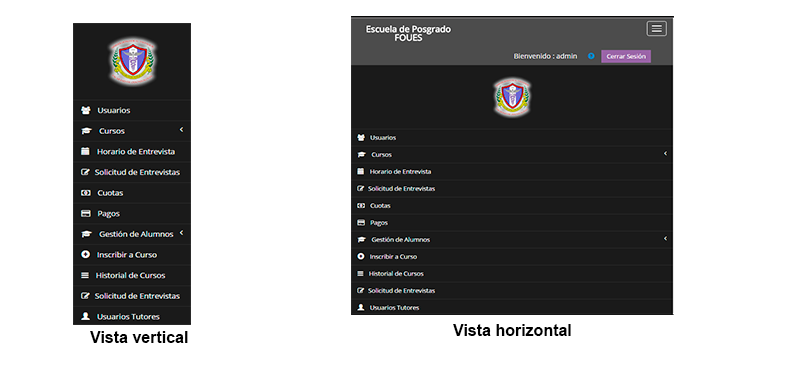 Usuarios
Cursos
Horario de Entrevista
Solicitud de Entrevistas
Cuotas
Pagos
Gestión de Alumnos
Inscribir a Curso
Historial de Cursos
Solicitud de Entrevistas
Usuarios Tutores
Vista vertical
Escuela de Posgrado
FOUES
Bienvenido : admin
Cerrar Sesión
Usuarios
Cursos
Horario de Entrevista
Solicitud de Entrevistas
Cuotas
Pagos
Gestión de Alumnos
Inscribir a Curso
Historial de Cursos
Solicitud de Entrevistas
Usuarios Tutores
Vista horizontal